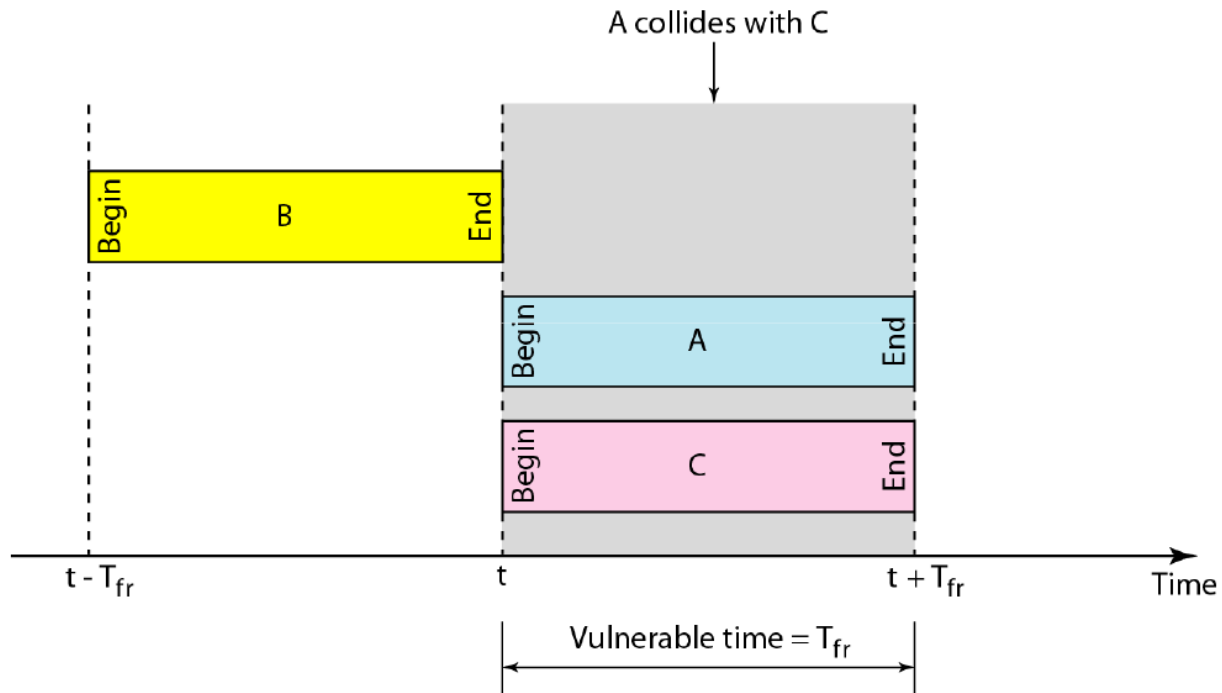 A collides with C
Begin
B
End
Begin
A
End
Begin
C
End
t - Tfr
t
t + Tfr
Time
Vulnerable time = Tfr